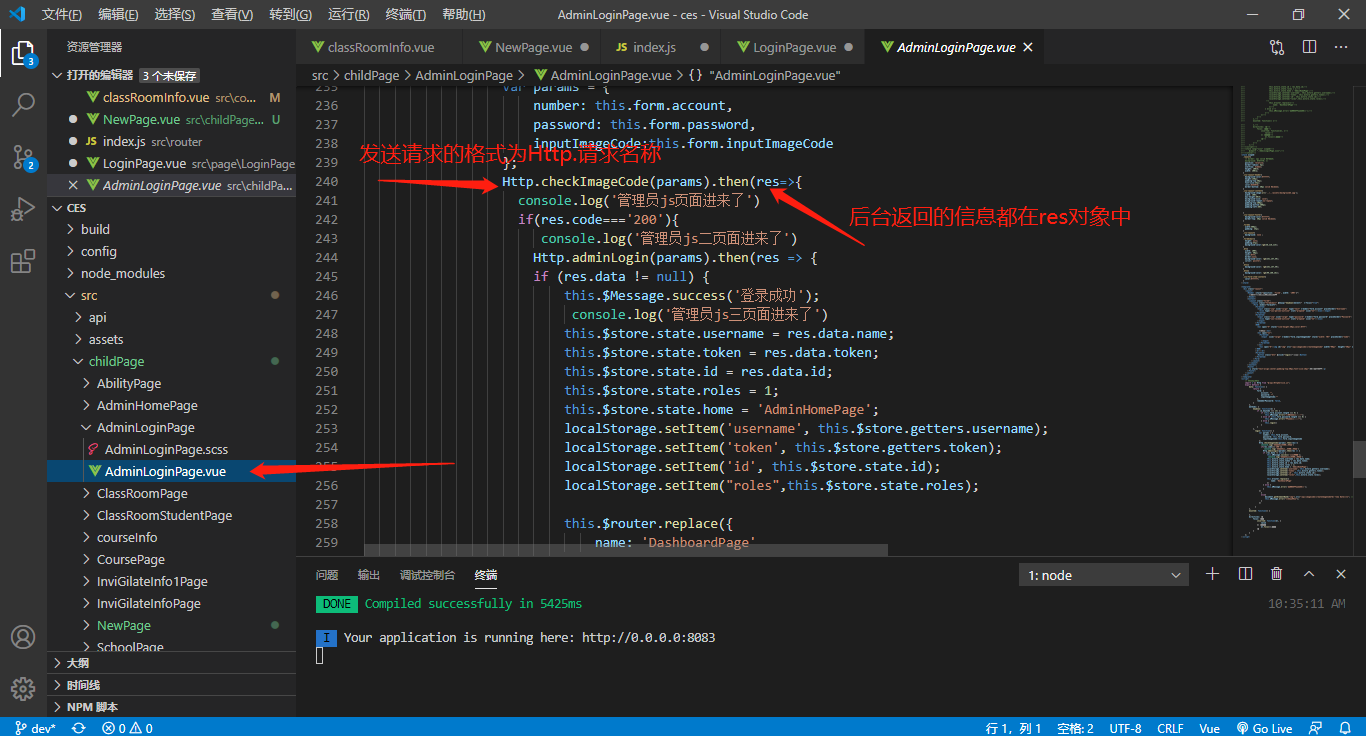 文件(F) 编辑(E) 选择(S) 查看(V) 转到(G) 运行(R) 终端(T) 帮助(H) AdminLoginPage.vue - ces - Visual Studio Code
资源管理器
classRoomInfo.vue NewPage.vue JS index.js LoginPage.vue AdminLoginPage.vue
src > childPage > AdminLoginPage > AdminLoginPage.vue > {} "AdminLoginPage.vue"
打开的编辑器 3 个未保存
classRoomInfo.vue src\co... M
NewPage.vue src\childPage... U
JS index.js src\router
LoginPage.vue src\page\LoginPage
AdminLoginPage.vue src\childPa...
CES
build
config
node_modules
src
api
assets
childPage
AbilityPage
AdminHomePage
AdminLoginPage
AdminLoginPage.scss
AdminLoginPage.vue
ClassRoomPage
ClassRoomStudentPage
courseInfo
CoursePage
InviGilateInfo1Page
InviGilateInfoPage
NewPage
SchoolPage
大纲
时间线
NPM 脚本
3
2
235 var params = {
236 number: this.form.account,
237 password: this.form.password,
238 inputImageCode:this.form.inputImageCode
发送请求的格式为Http.请求名称
};
240 Http.checkImageCode(params).then(res=>{
241 console.log('管理员js页面进来了')
后台返回的信息都在res对象中
242 if(res.code==='200'){
243 console.log('管理员js二页面进来了')
244 Http.adminLogin(params).then(res => {
245 if (res.data != null) {
246 this.$Message.success('登录成功');
247 console.log('管理员js三页面进来了')
248 this.$store.state.username = res.data.name;
249 this.$store.state.token = res.data.token;
250 this.$store.state.id = res.data.id;
251 this.$store.state.roles = 1;
252 this.$store.state.home = 'AdminHomePage';
253 localStorage.setItem('username', this.$store.getters.username);
254 localStorage.setItem('token', this.$store.getters.token);
255 localStorage.setItem('id', this.$store.state.id);
256 localStorage.setItem("roles",this.$store.state.roles);
257
258 this.$router.replace({
259 name: 'DashboardPage'
问题 输出 调试控制台 终端 1: node
DONE Compiled successfully in 5425ms 10:35:11 AM
I Your application is running here: http://0.0.0.0:8083
dev* 0 0 行 1，列 1 空格: 2 UTF-8 CRLF Vue Go Live